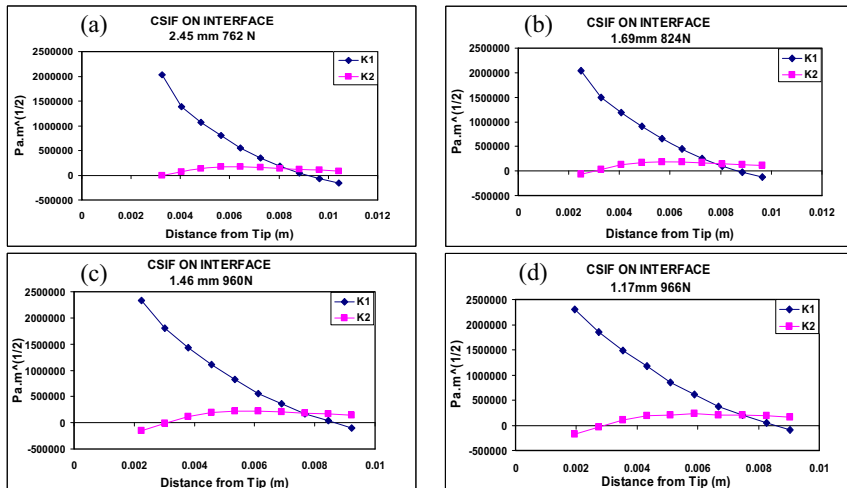 (a)
CSIF ON INTERFACE
2.45 mm 762 N
K1
K2
Pa.m^(1/2)
2500000
2000000
1500000
1000000
500000
0
-500000
0 0.002 0.004 0.006 0.008 0.01 0.012
Distance from Tip (m)
(b)
CSIF ON INTERFACE
1.69mm 824N
K1
K2
Pa.m^(1/2)
2500000
2000000
1500000
1000000
500000
0
-500000
0 0.002 0.004 0.006 0.008 0.01 0.012
Distance from Tip (m)
(c)
CSIF ON INTERFACE
1.46 mm 960N
K1
K2
Pa.m^(1/2)
2500000
2000000
1500000
1000000
500000
0
-500000
0 0.002 0.004 0.006 0.008 0.01
Distance from Tip (m)
(d)
CSIF ON INTERFACE
1.17mm 966N
K1
K2
Pa.m^(1/2)
2500000
2000000
1500000
1000000
500000
0
-500000
0 0.002 0.004 0.006 0.008 0.01
Distance from Tip (m)